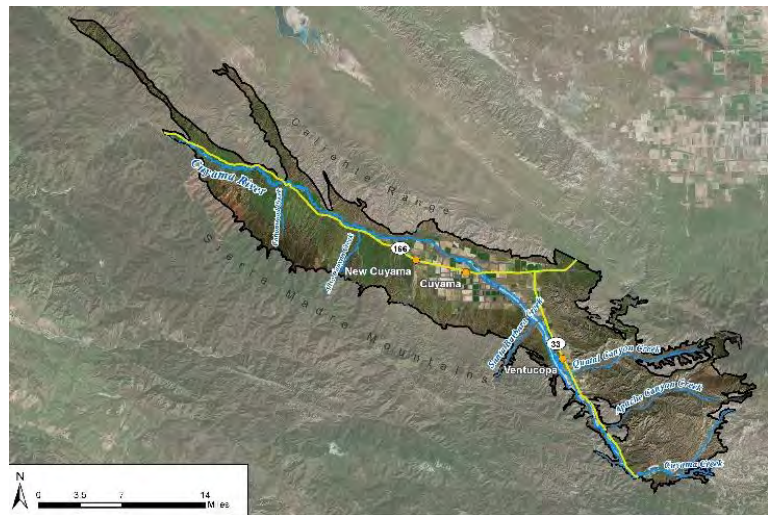 Caliente Range
Cuyama River
166
New Cuyama
Cuyama
Sierra Madre Mountains
Santa Barbara Creek
33
Quatal Canyon Creek
Ventucopa
Apache Canyon Creek
Cuyama Creek
N
0 3.5 7 14
Miles